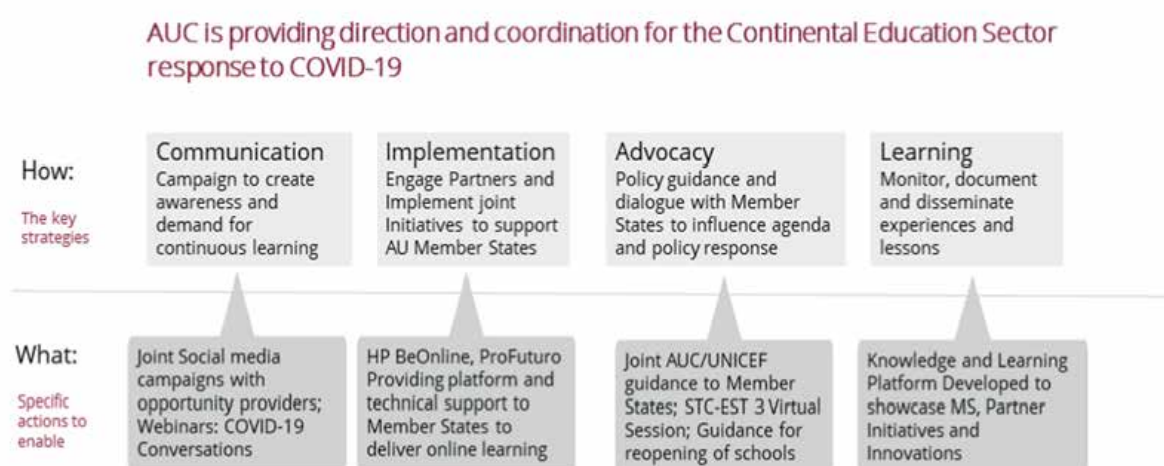 AUC is providing direction and coordination for the Continental Education Sector
response to COVID-19
How:
The key
strategies
Communication
Campaign to create
awareness and
demand for
continuous learning
Implementation
Engage Partners and
Implement joint
Initiatives to support
AU Member States
Advocacy
Policy guidance and
dialogue with Member
States to influence agenda
and policy response
Learning
Monitor, document
and disseminate
experiences and
lessons
What:
Specific
actions to
enable
Joint Social media
campaigns with
opportunity providers;
Webinars: COVID-19
Conversations
HP BeOnline, ProFuturo
Providing platform and
technical support to
Member States to
deliver online learning
Joint AUC/UNICEF
guidance to Member
States; STC-EST 3 Virtual
Session; Guidance for
reopening of schools
Knowledge and Learning
Platform Developed to
showcase MS, Partner
Initiatives and
Innovations